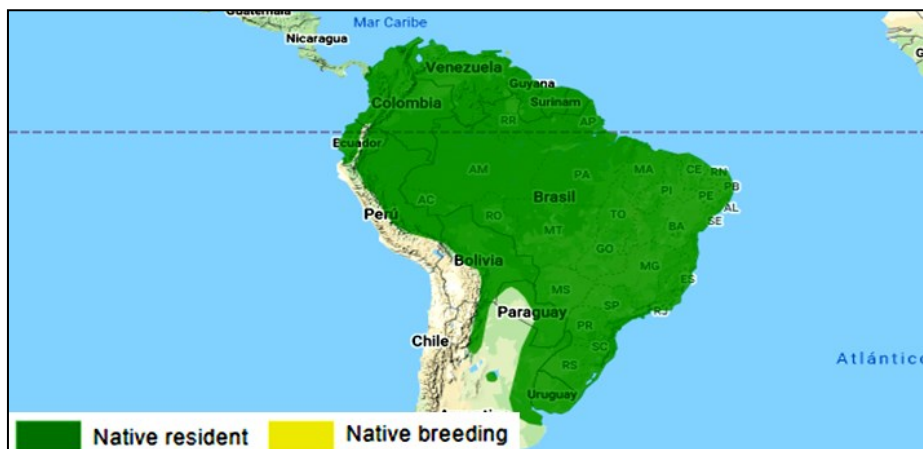 Guatemala
Mar Caribe
Nicaragua
Venezuela
Guyana
Colombia
Surinam
RR
AP
Ecuador
AM
PA
MA
CE
RN
PB
PI
PE
AC
Brasil
AL
Perú
RO
TO
SE
BA
MT
Bolivia
GO
MG
ES
MS
SP
RJ
Paraguay
PR
Chile
SC
Atlántico
RS
Uruguay
Native resident
Native breeding